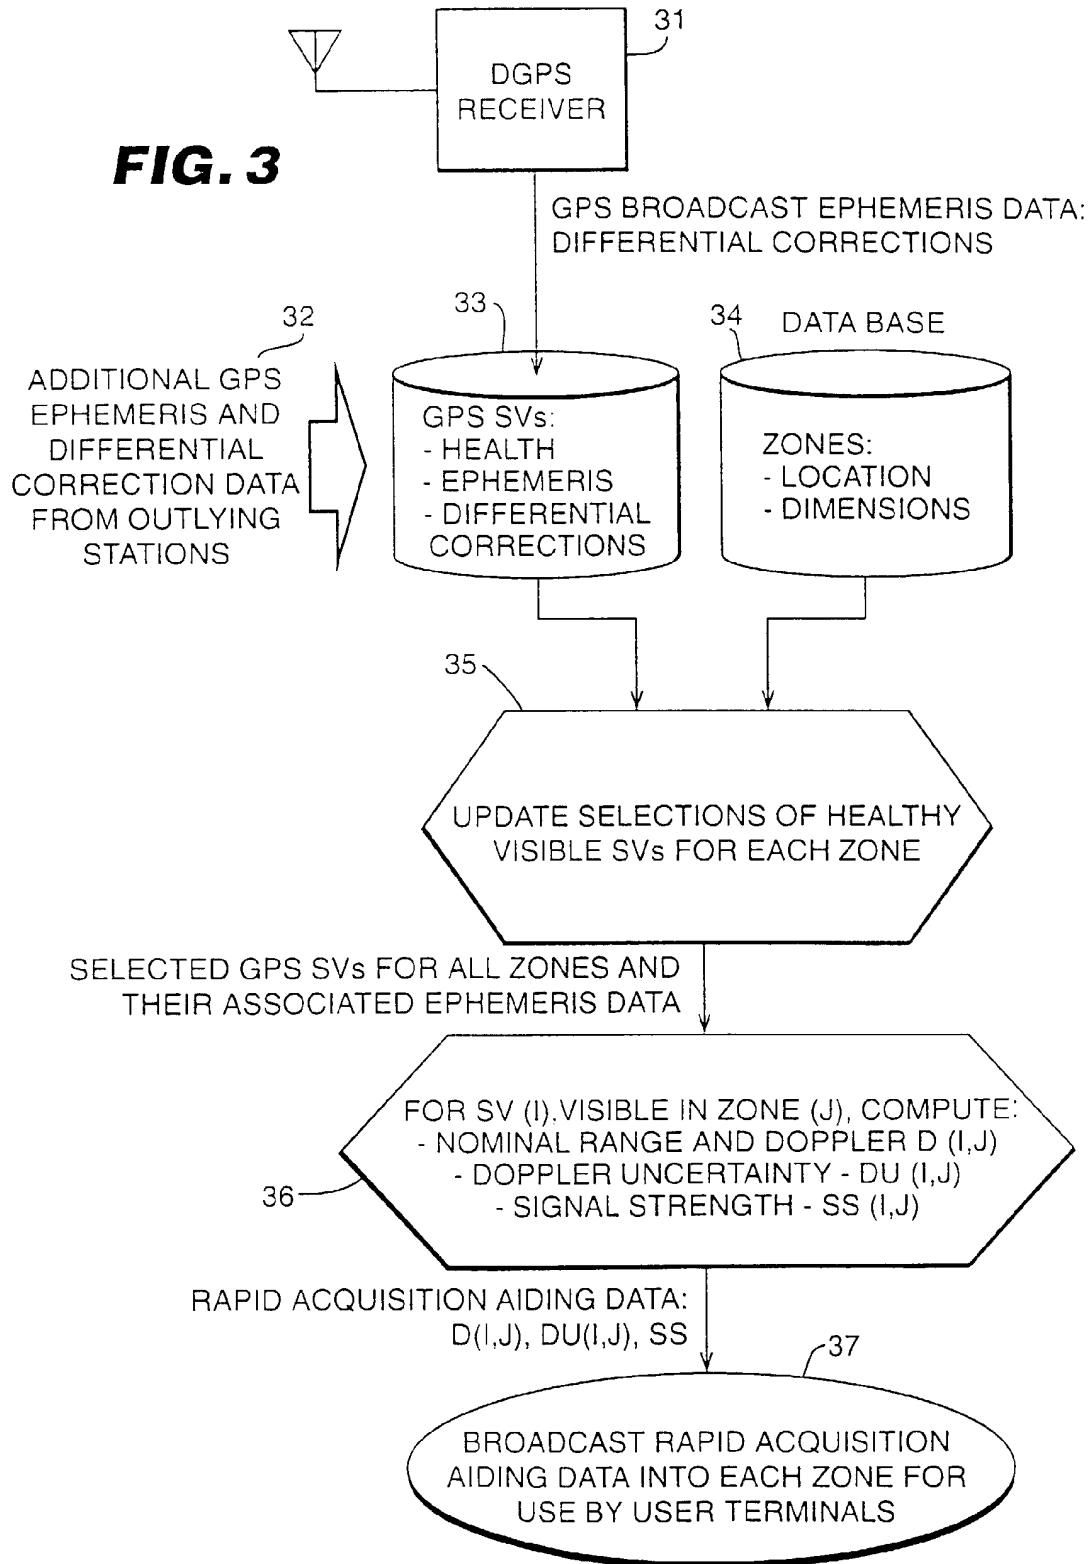 31
DGPS
RECEIVER
FIG. 3
GPS BROADCAST EPHEMERIS DATA:
DIFFERENTIAL CORRECTIONS
32
ADDITIONAL GPS
EPHEMERIS AND
DIFFERENTIAL
CORRECTION DATA
FROM OUTLYING
STATIONS
33
GPS SVs:
- HEALTH
- EPHEMERIS
- DIFFERENTIAL
CORRECTIONS
34
DATA BASE
ZONES:
- LOCATION
- DIMENSIONS
35
UPDATE SELECTIONS OF HEALTHY
VISIBLE SVs FOR EACH ZONE
SELECTED GPS SVs FOR ALL ZONES AND
THEIR ASSOCIATED EPHEMERIS DATA
FOR SV (I).VISIBLE IN ZONE (J), COMPUTE:
- NOMINAL RANGE AND DOPPLER D (I,J)
- DOPPLER UNCERTAINTY - DU (I,J)
- SIGNAL STRENGTH - SS (I,J)
36
RAPID ACQUISITION AIDING DATA:
D(I,J), DU(I,J), SS
37
BROADCAST RAPID ACQUISITION
AIDING DATA INTO EACH ZONE FOR
USE BY USER TERMINALS